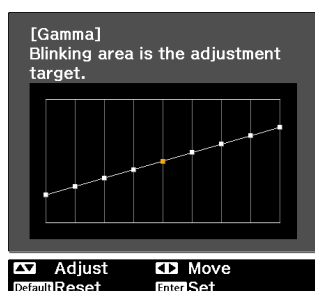 [Gamma]
Blinking area is the adjustment
target.
Adjust Move
Default Reset Enter Set